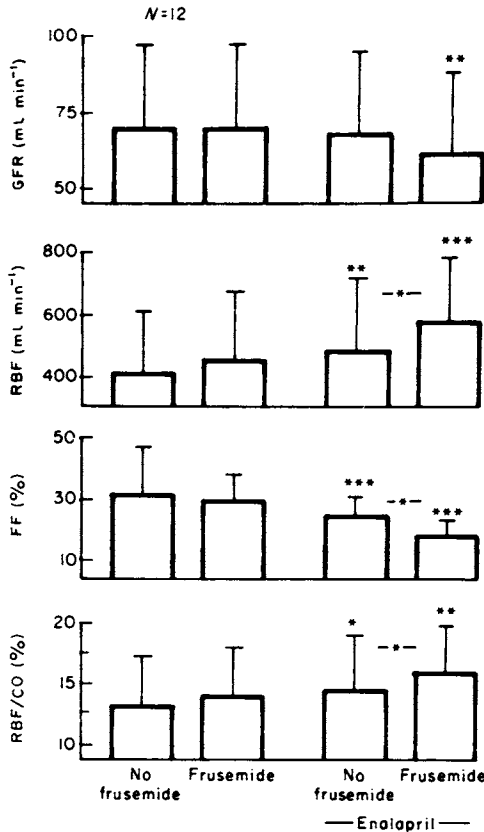 N=12
GFR (mL min⁻¹)
100
75
50
**
RBF (mL min⁻¹)
800
600
400
**
-*-
***
FF (%)
50
30
10
***
-*-
***
RBF/CO (%)
20
15
10
*
-*-
**
No
frusemide
Frusemide
No
frusemide
Frusemide
— Enalapril —